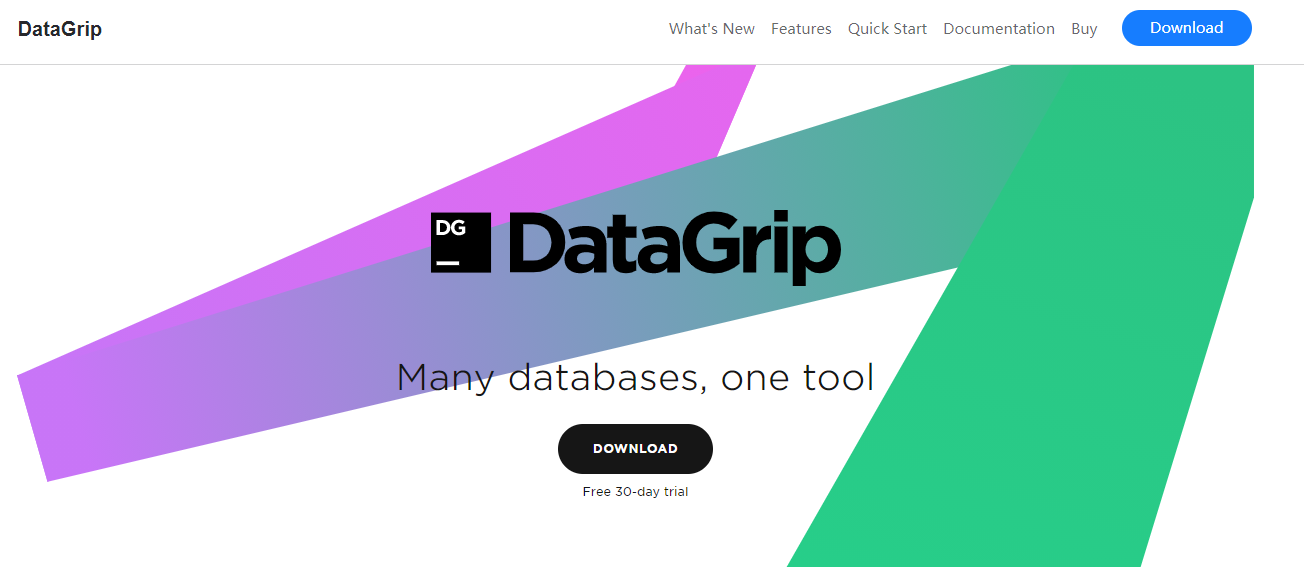 DataGrip
What's New Features Quick Start Documentation Buy Download
DG
DataGrip
Many databases, one tool
DOWNLOAD
Free 30-day trial